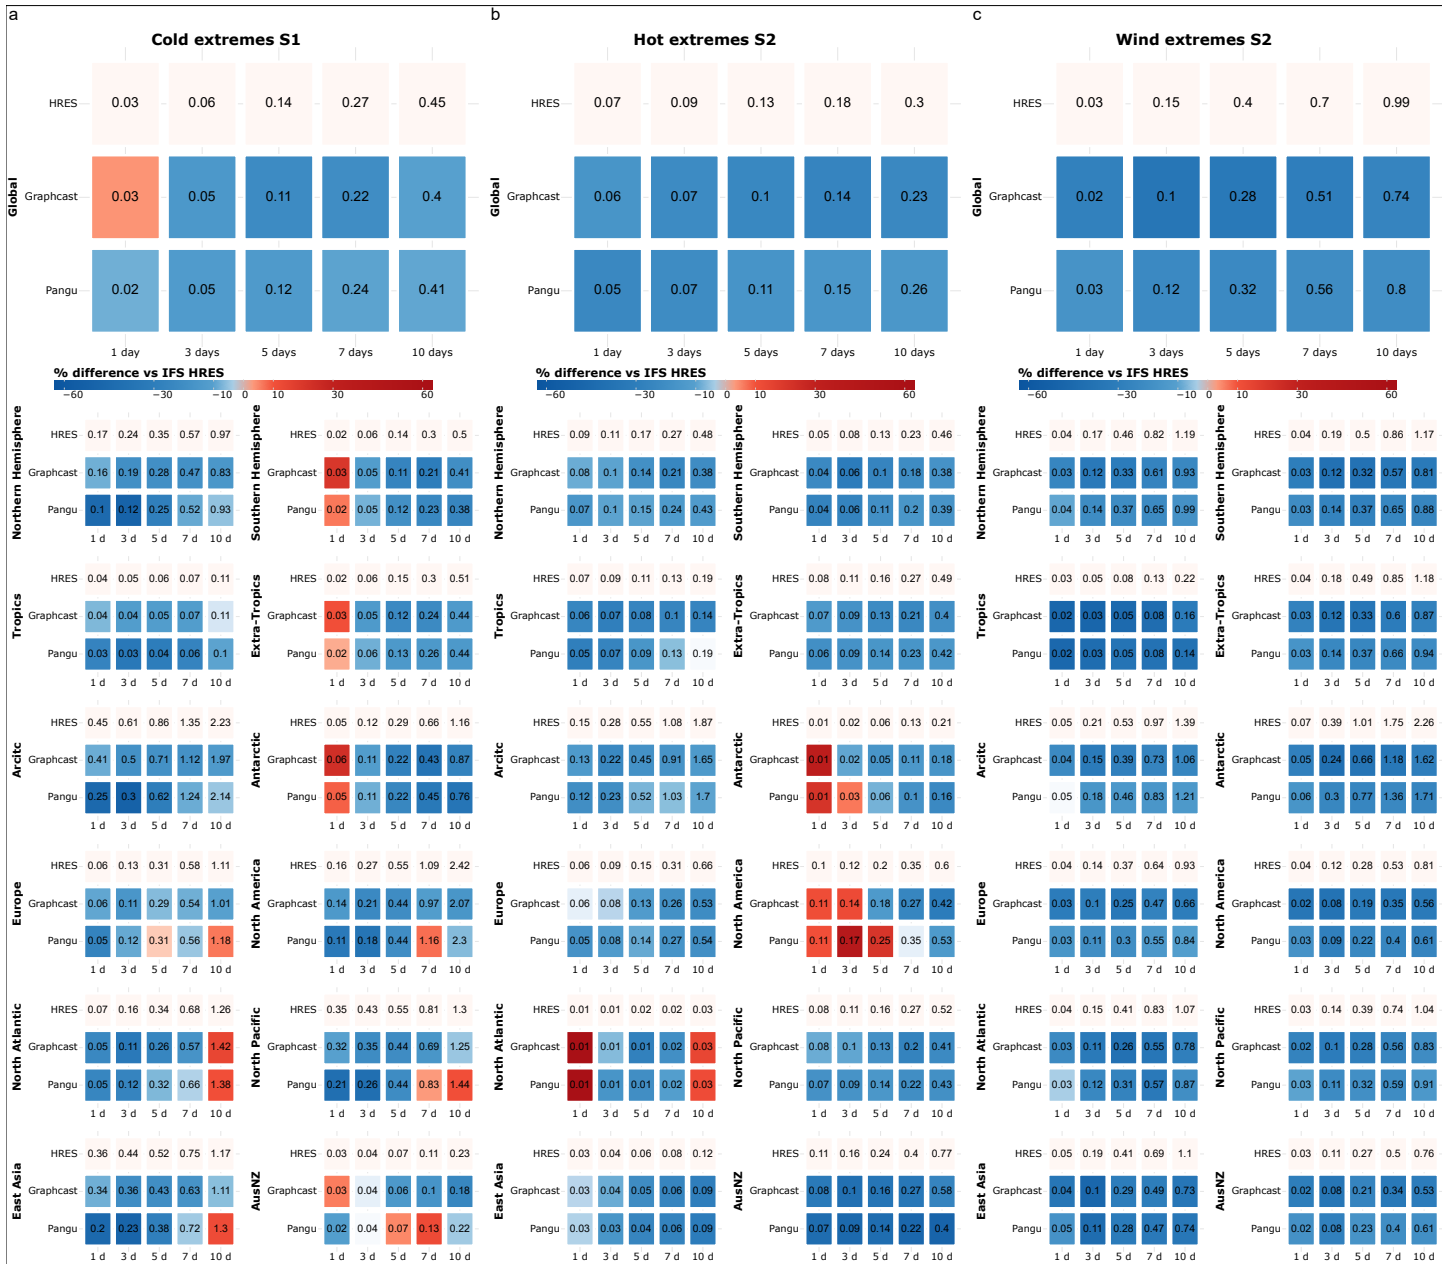 a
b
c
Cold extremes S1
Hot extremes S2
Wind extremes S2
Global
HRES 0.03 0.06 0.14 0.27 0.45
Graphcast 0.03 0.05 0.11 0.22 0.4
Pangu 0.02 0.05 0.12 0.24 0.41
1 day 3 days 5 days 7 days 10 days
Global
HRES 0.07 0.09 0.13 0.18 0.3
Graphcast 0.06 0.07 0.1 0.14 0.23
Pangu 0.05 0.07 0.11 0.15 0.26
1 day 3 days 5 days 7 days 10 days
Global
HRES 0.03 0.15 0.4 0.7 0.99
Graphcast 0.02 0.1 0.28 0.51 0.74
Pangu 0.03 0.12 0.32 0.56 0.8
1 day 3 days 5 days 7 days 10 days
% difference vs IFS HRES
−60 −30 −10 0 10 30 60
% difference vs IFS HRES
−60 −30 −10 0 10 30 60
% difference vs IFS HRES
−60 −30 −10 0 10 30 60
Northern Hemisphere
HRES 0.17 0.24 0.35 0.57 0.97
Graphcast 0.16 0.19 0.28 0.47 0.83
Pangu 0.1 0.12 0.25 0.52 0.93
1 d 3 d 5 d 7 d 10 d
Southern Hemisphere
HRES 0.02 0.06 0.14 0.3 0.5
Graphcast 0.03 0.05 0.11 0.21 0.41
Pangu 0.02 0.05 0.12 0.23 0.38
1 d 3 d 5 d 7 d 10 d
Northern Hemisphere
HRES 0.09 0.11 0.17 0.27 0.48
Graphcast 0.08 0.1 0.14 0.21 0.38
Pangu 0.07 0.1 0.15 0.24 0.43
1 d 3 d 5 d 7 d 10 d
Southern Hemisphere
HRES 0.05 0.08 0.13 0.23 0.46
Graphcast 0.04 0.06 0.1 0.18 0.38
Pangu 0.04 0.06 0.11 0.2 0.39
1 d 3 d 5 d 7 d 10 d
Northern Hemisphere
HRES 0.04 0.17 0.46 0.82 1.19
Graphcast 0.03 0.12 0.33 0.61 0.93
Pangu 0.04 0.14 0.37 0.65 0.99
1 d 3 d 5 d 7 d 10 d
Southern Hemisphere
HRES 0.04 0.19 0.5 0.86 1.17
Graphcast 0.03 0.12 0.32 0.57 0.81
Pangu 0.03 0.14 0.37 0.65 0.88
1 d 3 d 5 d 7 d 10 d
Tropics
HRES 0.04 0.05 0.06 0.07 0.11
Graphcast 0.04 0.04 0.05 0.07 0.11
Pangu 0.03 0.03 0.04 0.06 0.1
1 d 3 d 5 d 7 d 10 d
Extra-Tropics
HRES 0.02 0.06 0.15 0.3 0.51
Graphcast 0.03 0.05 0.12 0.24 0.44
Pangu 0.02 0.06 0.13 0.26 0.44
1 d 3 d 5 d 7 d 10 d
Tropics
HRES 0.07 0.09 0.11 0.13 0.19
Graphcast 0.06 0.07 0.08 0.1 0.14
Pangu 0.05 0.07 0.09 0.13 0.19
1 d 3 d 5 d 7 d 10 d
Extra-Tropics
HRES 0.08 0.11 0.16 0.27 0.49
Graphcast 0.07 0.09 0.13 0.21 0.4
Pangu 0.06 0.09 0.14 0.23 0.42
1 d 3 d 5 d 7 d 10 d
Tropics
HRES 0.03 0.05 0.08 0.13 0.22
Graphcast 0.02 0.03 0.05 0.08 0.16
Pangu 0.02 0.03 0.05 0.08 0.14
1 d 3 d 5 d 7 d 10 d
Extra-Tropics
HRES 0.04 0.18 0.49 0.85 1.18
Graphcast 0.03 0.12 0.33 0.6 0.87
Pangu 0.03 0.14 0.37 0.66 0.94
1 d 3 d 5 d 7 d 10 d
Arcitc
HRES 0.45 0.61 0.86 1.35 2.23
Graphcast 0.41 0.5 0.71 1.12 1.97
Pangu 0.25 0.3 0.62 1.24 2.14
1 d 3 d 5 d 7 d 10 d
Antarctic
HRES 0.05 0.12 0.29 0.66 1.16
Graphcast 0.06 0.11 0.22 0.43 0.87
Pangu 0.05 0.11 0.22 0.45 0.76
1 d 3 d 5 d 7 d 10 d
Arcitc
HRES 0.15 0.28 0.55 1.08 1.87
Graphcast 0.13 0.22 0.45 0.91 1.65
Pangu 0.12 0.23 0.52 1.03 1.7
1 d 3 d 5 d 7 d 10 d
Antarctic
HRES 0.01 0.02 0.06 0.13 0.21
Graphcast 0.01 0.02 0.05 0.11 0.18
Pangu 0.01 0.03 0.06 0.1 0.16
1 d 3 d 5 d 7 d 10 d
Arcitc
HRES 0.05 0.21 0.53 0.97 1.39
Graphcast 0.04 0.15 0.39 0.73 1.06
Pangu 0.05 0.18 0.46 0.83 1.21
1 d 3 d 5 d 7 d 10 d
Antarctic
HRES 0.07 0.39 1.01 1.75 2.26
Graphcast 0.05 0.24 0.66 1.18 1.62
Pangu 0.06 0.3 0.77 1.36 1.71
1 d 3 d 5 d 7 d 10 d
Europe
HRES 0.06 0.13 0.31 0.58 1.11
Graphcast 0.06 0.11 0.29 0.54 1.01
Pangu 0.05 0.12 0.31 0.56 1.18
1 d 3 d 5 d 7 d 10 d
North America
HRES 0.16 0.27 0.55 1.09 2.42
Graphcast 0.14 0.21 0.44 0.97 2.07
Pangu 0.11 0.18 0.44 1.16 2.3
1 d 3 d 5 d 7 d 10 d
Europe
HRES 0.06 0.09 0.15 0.31 0.66
Graphcast 0.06 0.08 0.13 0.26 0.53
Pangu 0.05 0.08 0.14 0.27 0.54
1 d 3 d 5 d 7 d 10 d
North America
HRES 0.1 0.12 0.2 0.35 0.6
Graphcast 0.11 0.14 0.18 0.27 0.42
Pangu 0.11 0.17 0.25 0.35 0.53
1 d 3 d 5 d 7 d 10 d
Europe
HRES 0.04 0.14 0.37 0.64 0.93
Graphcast 0.03 0.1 0.25 0.47 0.66
Pangu 0.03 0.11 0.3 0.55 0.84
1 d 3 d 5 d 7 d 10 d
North America
HRES 0.04 0.12 0.28 0.53 0.81
Graphcast 0.02 0.08 0.19 0.35 0.56
Pangu 0.03 0.09 0.22 0.4 0.61
1 d 3 d 5 d 7 d 10 d
North Atlantic
HRES 0.07 0.16 0.34 0.68 1.26
Graphcast 0.05 0.11 0.26 0.57 1.42
Pangu 0.05 0.12 0.32 0.66 1.38
1 d 3 d 5 d 7 d 10 d
North Pacific
HRES 0.35 0.43 0.55 0.81 1.3
Graphcast 0.32 0.35 0.44 0.69 1.25
Pangu 0.21 0.26 0.44 0.83 1.44
1 d 3 d 5 d 7 d 10 d
North Atlantic
HRES 0.01 0.01 0.02 0.02 0.03
Graphcast 0.01 0.01 0.01 0.02 0.03
Pangu 0.01 0.01 0.01 0.02 0.03
1 d 3 d 5 d 7 d 10 d
North Pacific
HRES 0.08 0.11 0.16 0.27 0.52
Graphcast 0.08 0.1 0.13 0.2 0.41
Pangu 0.07 0.09 0.14 0.22 0.43
1 d 3 d 5 d 7 d 10 d
North Atlantic
HRES 0.04 0.15 0.41 0.83 1.07
Graphcast 0.03 0.11 0.26 0.55 0.78
Pangu 0.03 0.12 0.31 0.57 0.87
1 d 3 d 5 d 7 d 10 d
North Pacific
HRES 0.03 0.14 0.39 0.74 1.04
Graphcast 0.02 0.1 0.28 0.56 0.83
Pangu 0.03 0.11 0.32 0.59 0.91
1 d 3 d 5 d 7 d 10 d
East Asia
HRES 0.36 0.44 0.52 0.75 1.17
Graphcast 0.34 0.36 0.43 0.63 1.11
Pangu 0.2 0.23 0.38 0.72 1.3
1 d 3 d 5 d 7 d 10 d
AusNZ
HRES 0.03 0.04 0.07 0.11 0.23
Graphcast 0.03 0.04 0.06 0.1 0.18
Pangu 0.02 0.04 0.07 0.13 0.22
1 d 3 d 5 d 7 d 10 d
East Asia
HRES 0.03 0.04 0.06 0.08 0.12
Graphcast 0.03 0.04 0.05 0.06 0.09
Pangu 0.03 0.03 0.04 0.06 0.09
1 d 3 d 5 d 7 d 10 d
AusNZ
HRES 0.11 0.16 0.24 0.4 0.77
Graphcast 0.08 0.1 0.16 0.27 0.58
Pangu 0.07 0.09 0.14 0.22 0.4
1 d 3 d 5 d 7 d 10 d
East Asia
HRES 0.05 0.19 0.41 0.69 1.1
Graphcast 0.04 0.1 0.29 0.49 0.73
Pangu 0.05 0.11 0.28 0.47 0.74
1 d 3 d 5 d 7 d 10 d
AusNZ
HRES 0.03 0.11 0.27 0.5 0.76
Graphcast 0.02 0.08 0.21 0.34 0.53
Pangu 0.02 0.08 0.23 0.4 0.61
1 d 3 d 5 d 7 d 10 d